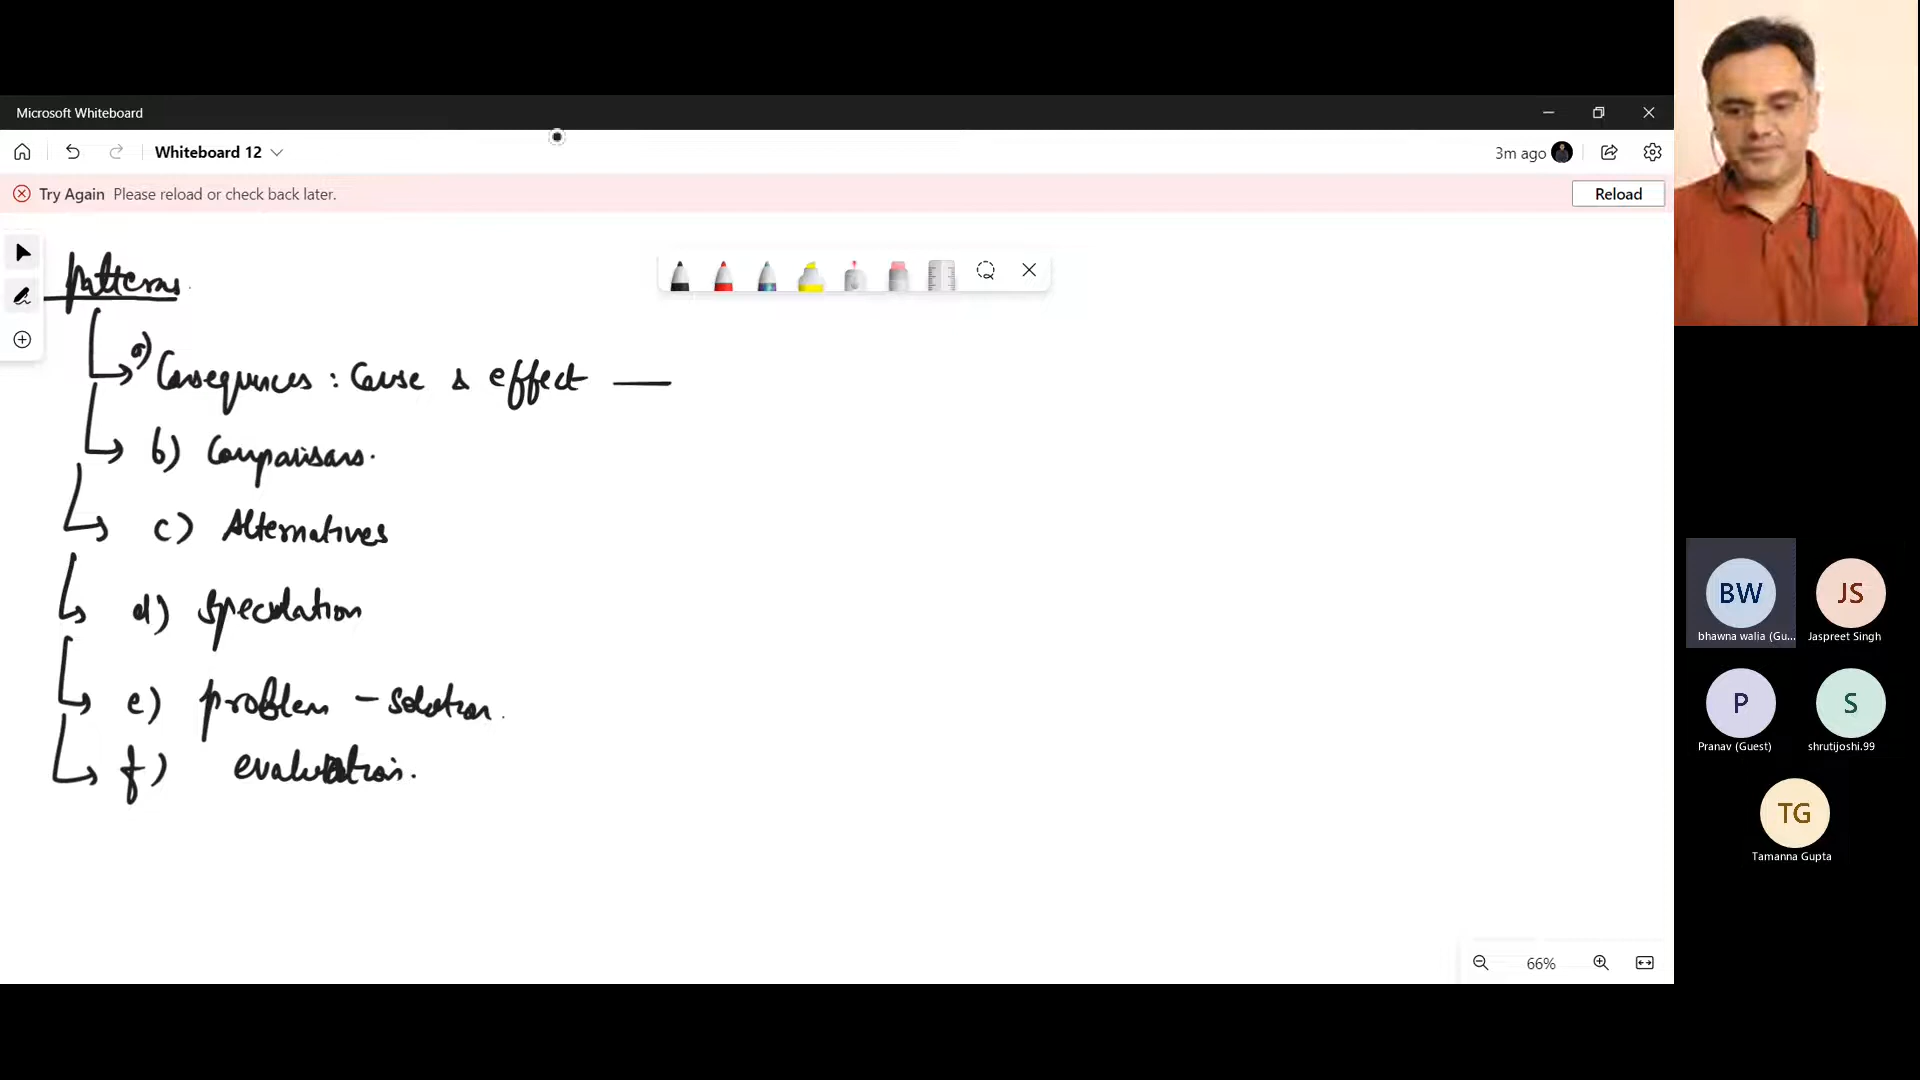 Microsoft Whiteboard
Whiteboard 12
3m ago
Try Again Please reload or check back later.
Reload
patterns
a) Consequences : Cause & effect —
b) Comparisons.
c) Alternatives
d) Speculation
e) problem - solution.
f) evaluation.
66%
BW
bhawna walia (Gu...
JS
Jaspreet Singh
P
Pranav (Guest)
S
shrutijoshi.99
TG
Tamanna Gupta